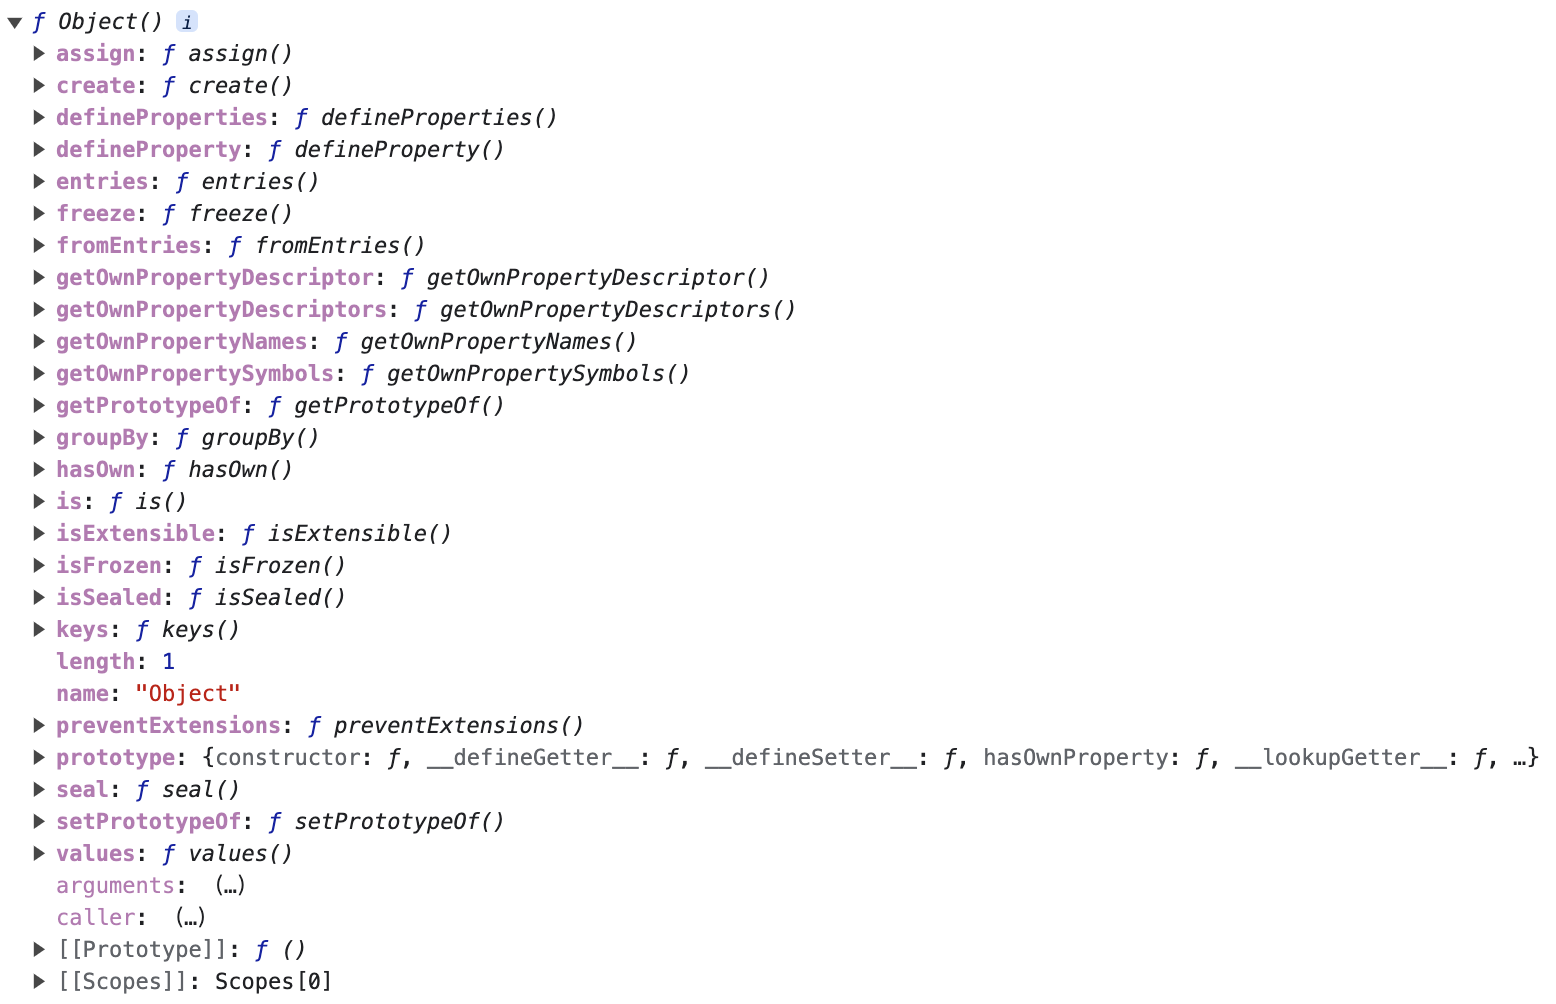 ▼ ƒ Object() i
▶ assign: ƒ assign()
▶ create: ƒ create()
▶ defineProperties: ƒ defineProperties()
▶ defineProperty: ƒ defineProperty()
▶ entries: ƒ entries()
▶ freeze: ƒ freeze()
▶ fromEntries: ƒ fromEntries()
▶ getOwnPropertyDescriptor: ƒ getOwnPropertyDescriptor()
▶ getOwnPropertyDescriptors: ƒ getOwnPropertyDescriptors()
▶ getOwnPropertyNames: ƒ getOwnPropertyNames()
▶ getOwnPropertySymbols: ƒ getOwnPropertySymbols()
▶ getPrototypeOf: ƒ getPrototypeOf()
▶ groupBy: ƒ groupBy()
▶ hasOwn: ƒ hasOwn()
▶ is: ƒ is()
▶ isExtensible: ƒ isExtensible()
▶ isFrozen: ƒ isFrozen()
▶ isSealed: ƒ isSealed()
▶ keys: ƒ keys()
length: 1
name: "Object"
▶ preventExtensions: ƒ preventExtensions()
▶ prototype: {constructor: ƒ, __defineGetter__: ƒ, __defineSetter__: ƒ, hasOwnProperty: ƒ, __lookupGetter__: ƒ, …}
▶ seal: ƒ seal()
▶ setPrototypeOf: ƒ setPrototypeOf()
▶ values: ƒ values()
arguments: (…)
caller: (…)
▶ [[Prototype]]: ƒ ()
▶ [[Scopes]]: Scopes[0]